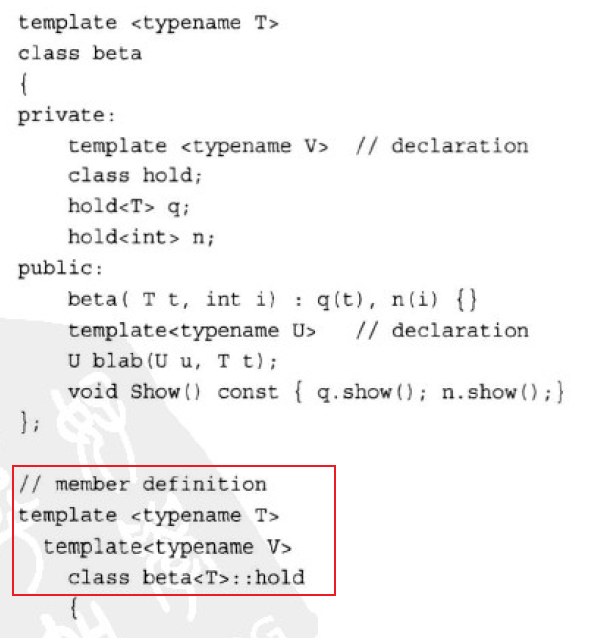 template <typename T>
class beta
{
private:
    template <typename V>  // declaration
    class hold;
    hold<T> q;
    hold<int> n;
public:
    beta( T t, int i) : q(t), n(i) {}
    template<typename U>   // declaration
    U blab(U u, T t);
    void Show() const { q.show(); n.show();}
};

// member definition
template <typename T>
  template<typename V>
    class beta<T>::hold
    {